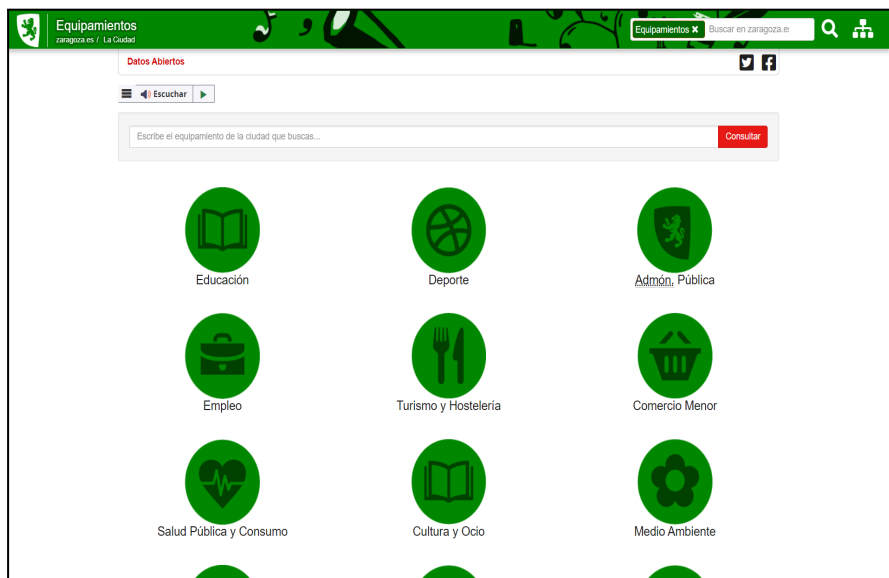 Equipamientos
zaragoza.es / La Ciudad
Equipamientos ✕ Buscar en zaragoza.e
Datos Abiertos
Escuchar
Escribe el equipamiento de la ciudad que buscas... Consultar
Educación Deporte Admón. Pública
Empleo Turismo y Hostelería Comercio Menor
Salud Pública y Consumo Cultura y Ocio Medio Ambiente